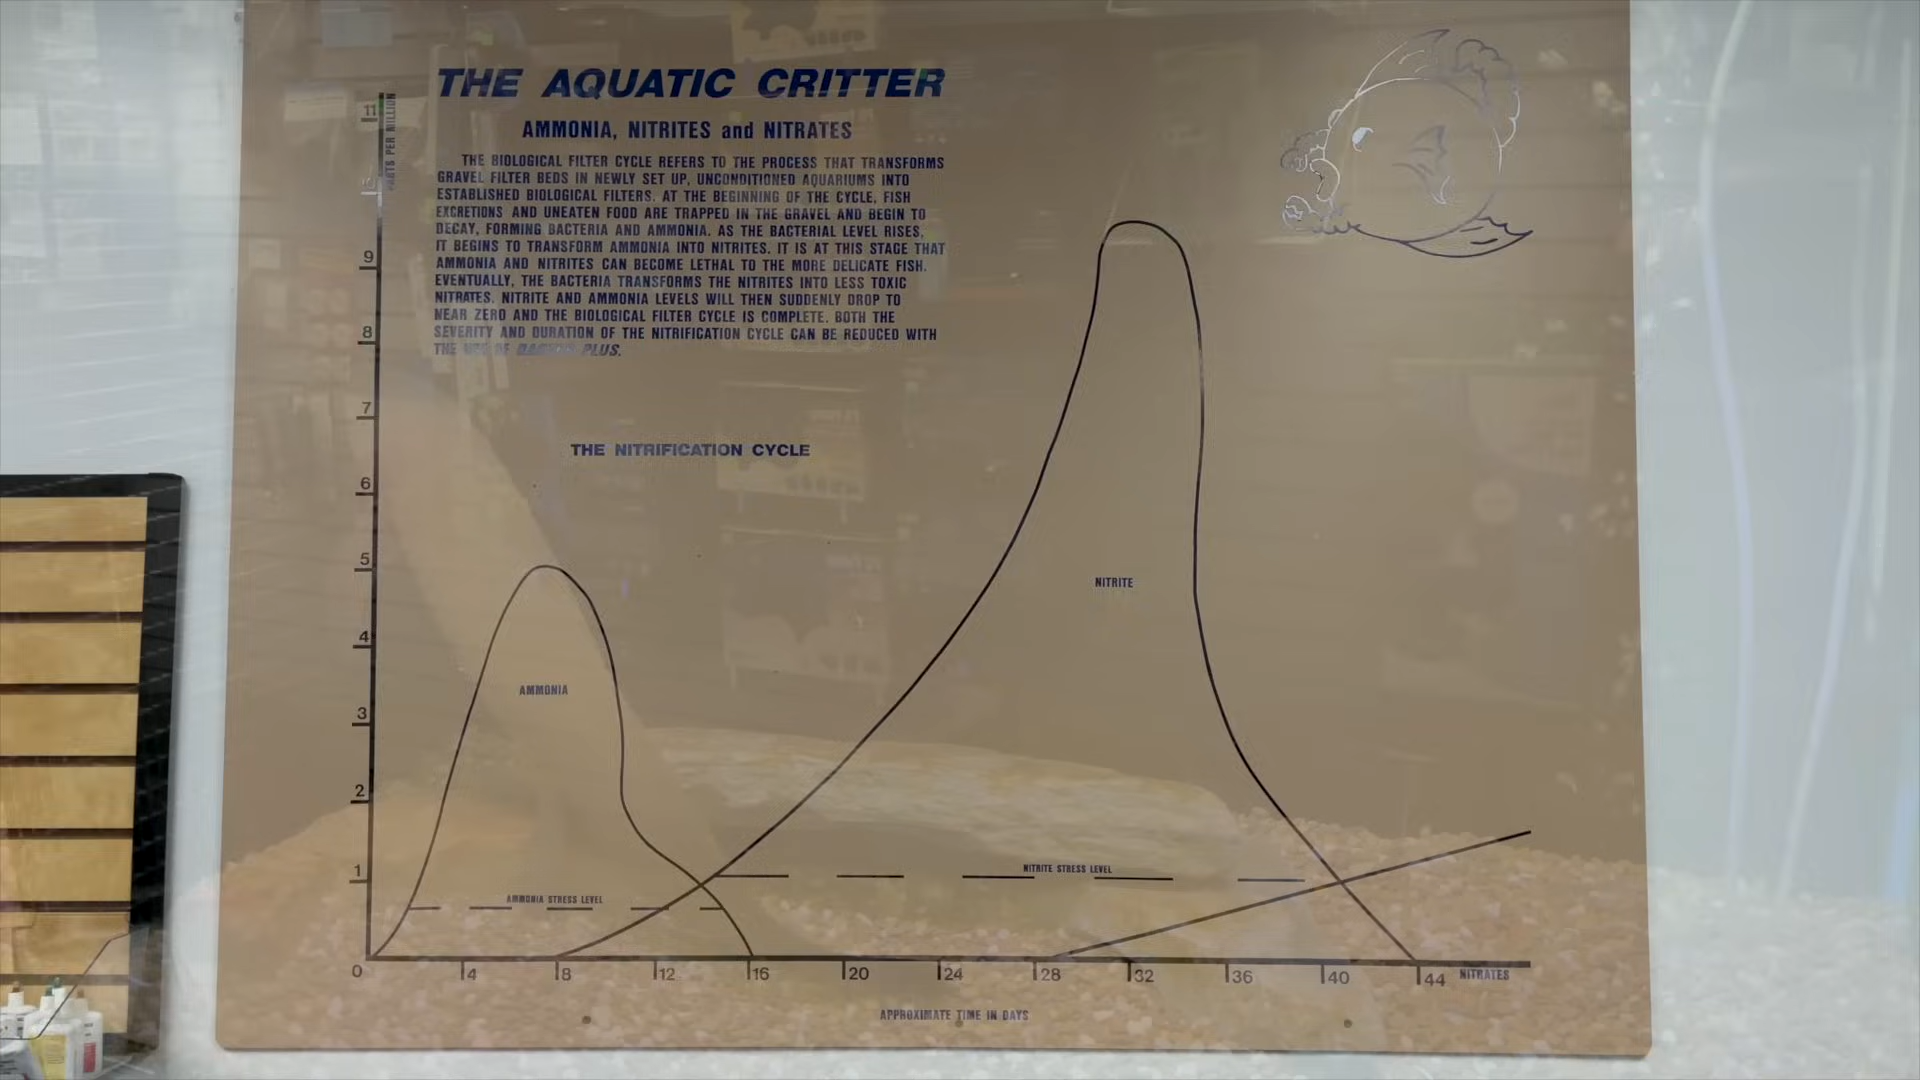 THE AQUATIC CRITTER
AMMONIA, NITRITES and NITRATES
THE BIOLOGICAL FILTER CYCLE REFERS TO THE PROCESS THAT TRANSFORMS
GRAVEL FILTER BEDS IN NEWLY SET UP, UNCONDITIONED AQUARIUMS INTO
ESTABLISHED BIOLOGICAL FILTERS. AT THE BEGINNING OF THE CYCLE, FISH
EXCRETIONS AND UNEATEN FOOD ARE TRAPPED IN THE GRAVEL AND BEGIN TO
DECAY, FORMING BACTERIA AND AMMONIA. AS THE BACTERIAL LEVEL RISES,
IT BEGINS TO TRANSFORM AMMONIA INTO NITRITES. IT IS AT THIS STAGE THAT
AMMONIA AND NITRITES CAN BECOME LETHAL TO THE MORE DELICATE FISH.
EVENTUALLY, THE BACTERIA TRANSFORMS THE NITRITES INTO LESS TOXIC
NITRATES. NITRITE AND AMMONIA LEVELS WILL THEN SUDDENLY DROP TO
NEAR ZERO AND THE BIOLOGICAL FILTER CYCLE IS COMPLETE. BOTH THE
SEVERITY AND DURATION OF THE NITRIFICATION CYCLE CAN BE REDUCED WITH
THE USE OF PLUS.
THE NITRIFICATION CYCLE
PARTS PER MILLION
11
10
9
8
7
6
5
4
3
2
1
0
NITRITE
AMMONIA
NITRITE STRESS LEVEL
AMMONIA STRESS LEVEL
4 8 12 16 20 24 28 32 36 40 44 NITRATES
APPROXIMATE TIME IN DAYS